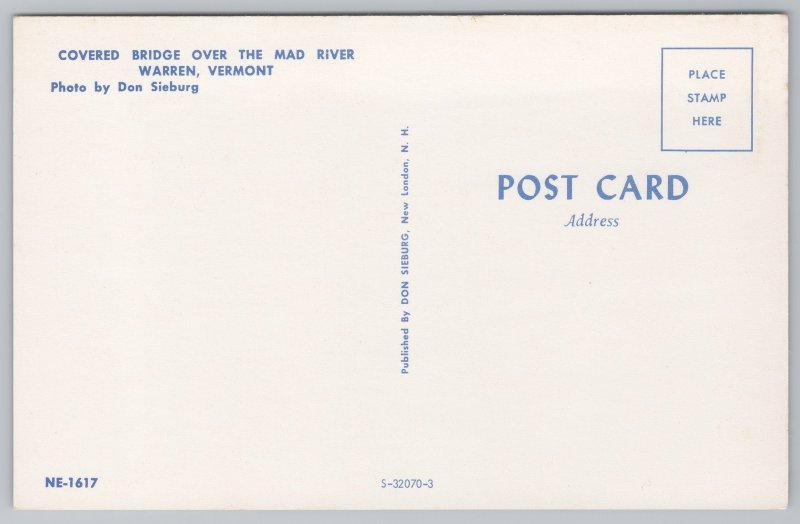 COVERED BRIDGE OVER THE MAD RIVER
WARREN, VERMONT
Photo by Don Sieburg
Published By DON SIEBURG, New London, N. H.
PLACE
STAMP
HERE
POST CARD
Address
NE-1617
S-32070-3